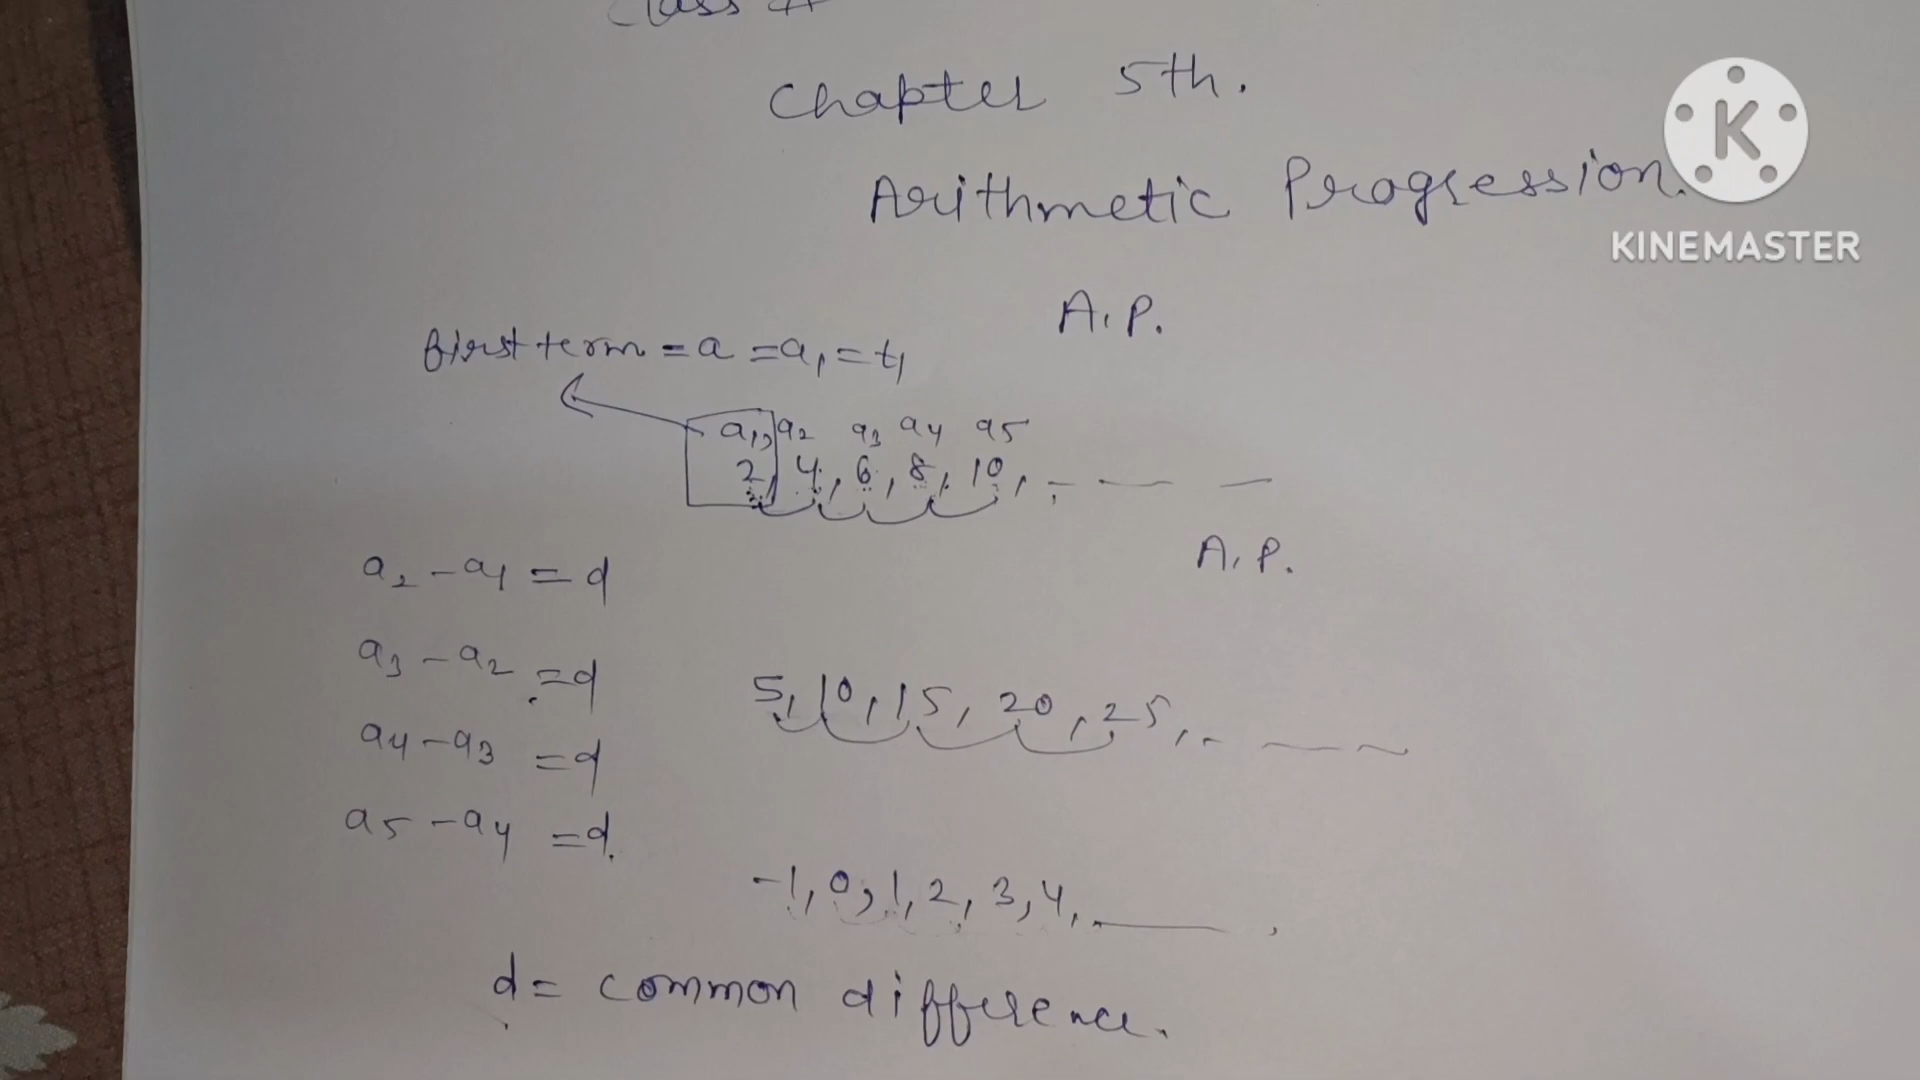 Class
Chapter 5th.
Arithmetic Progression.
KINEMASTER
A.P.
first term = a = a₁ = t₁
a₁, a₂ a₃ a₄ a₅
2, 4, 6, 8, 10, - — —
A.P.
a₂ - a₁ = d
a₃ - a₂ = d
5, 10, 15, 20, 25, - — ~
a₄ - a₃ = d
a₅ - a₄ = d.
-1, 0, 1, 2, 3, 4, - — ,
d = common difference.